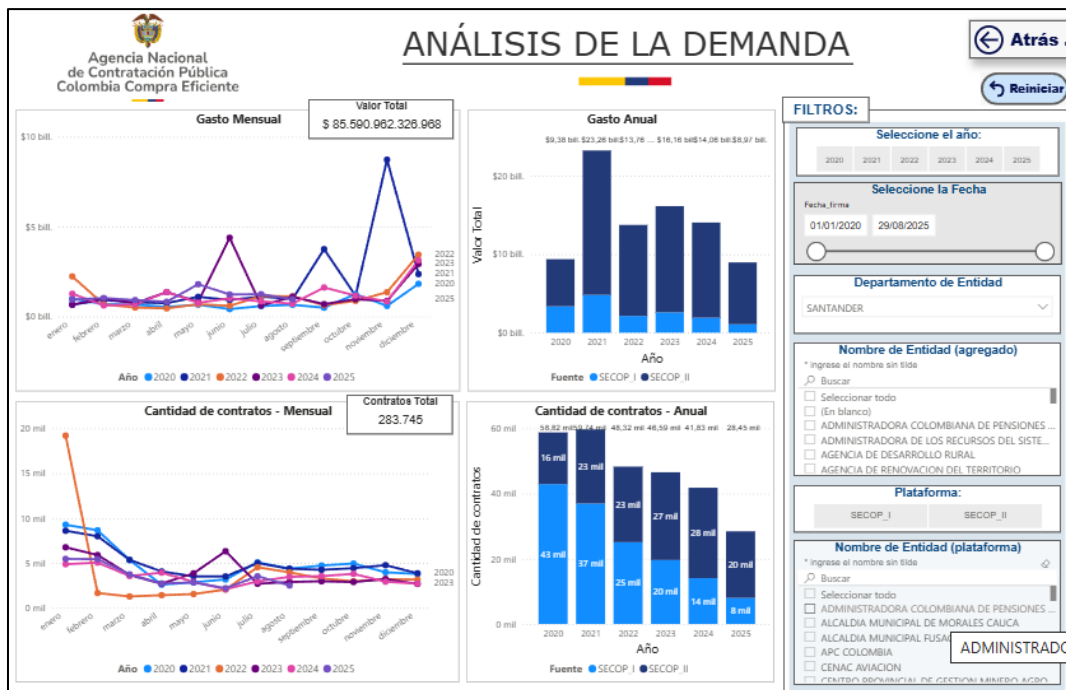 Agencia Nacional
de Contratación Pública
Colombia Compra Eficiente
ANÁLISIS DE LA DEMANDA
Atrás .
Reiniciar
Gasto Mensual
Valor Total
$ 85.590.962.326.968
$10 bill.
$5 bill.
$0 bill.
enero
febrero
marzo
abril
mayo
junio
julio
agosto
septiembre
octubre
noviembre
diciembre
2022
2023
2021
2020
2025
Año 2020 2021 2022 2023 2024 2025
Gasto Anual
$9,38 bill. $23,26 bill. $13,76 ... $16,16 bill. $14,06 bill. $8,97 bill.
Valor Total
$20 bill.
$10 bill.
$0 bill.
2020 2021 2022 2023 2024 2025
Año
Fuente SECOP_I SECOP_II
Cantidad de contratos - Mensual
Contratos Total
283.745
20 mil
15 mil
10 mil
5 mil
0 mil
enero
febrero
marzo
abril
mayo
junio
julio
agosto
septiembre
octubre
noviembre
diciembre
2020
2023
Año 2020 2021 2022 2023 2024 2025
Cantidad de contratos - Anual
58,82 mil 59,74 mil 48,32 mil 46,59 mil 41,83 mil 28,45 mil
Cantidad de contratos
60 mil
40 mil
20 mil
0 mil
16 mil 23 mil 23 mil 27 mil 28 mil 20 mil
43 mil 37 mil 25 mil 20 mil 14 mil 8 mil
2020 2021 2022 2023 2024 2025
Año
Fuente SECOP_I SECOP_II
FILTROS:
Seleccione el año:
2020 2021 2022 2023 2024 2025
Seleccione la Fecha
Fecha_firma
01/01/2020 29/08/2025
Departamento de Entidad
SANTANDER
Nombre de Entidad (agregado)
* ingrese el nombre sin tilde
Buscar
Seleccionar todo
(En blanco)
ADMINISTRADORA COLOMBIANA DE PENSIONES ...
ADMINISTRADORA DE LOS RECURSOS DEL SISTE...
AGENCIA DE DESARROLLO RURAL
AGENCIA DE RENOVACION DEL TERRITORIO
Plataforma:
SECOP_I SECOP_II
Nombre de Entidad (plataforma)
* ingrese el nombre sin tilde
Buscar
Seleccionar todo
ADMINISTRADORA COLOMBIANA DE PENSIONES ...
ALCALDIA MUNICIPAL DE MORALES CAUCA
ALCALDIA MUNICIPAL FUSAG
APC COLOMBIA
ADMINISTRADO
CENAC AVIACION
CENTRO PROVINCIAL DE GESTION MINERO AGRO